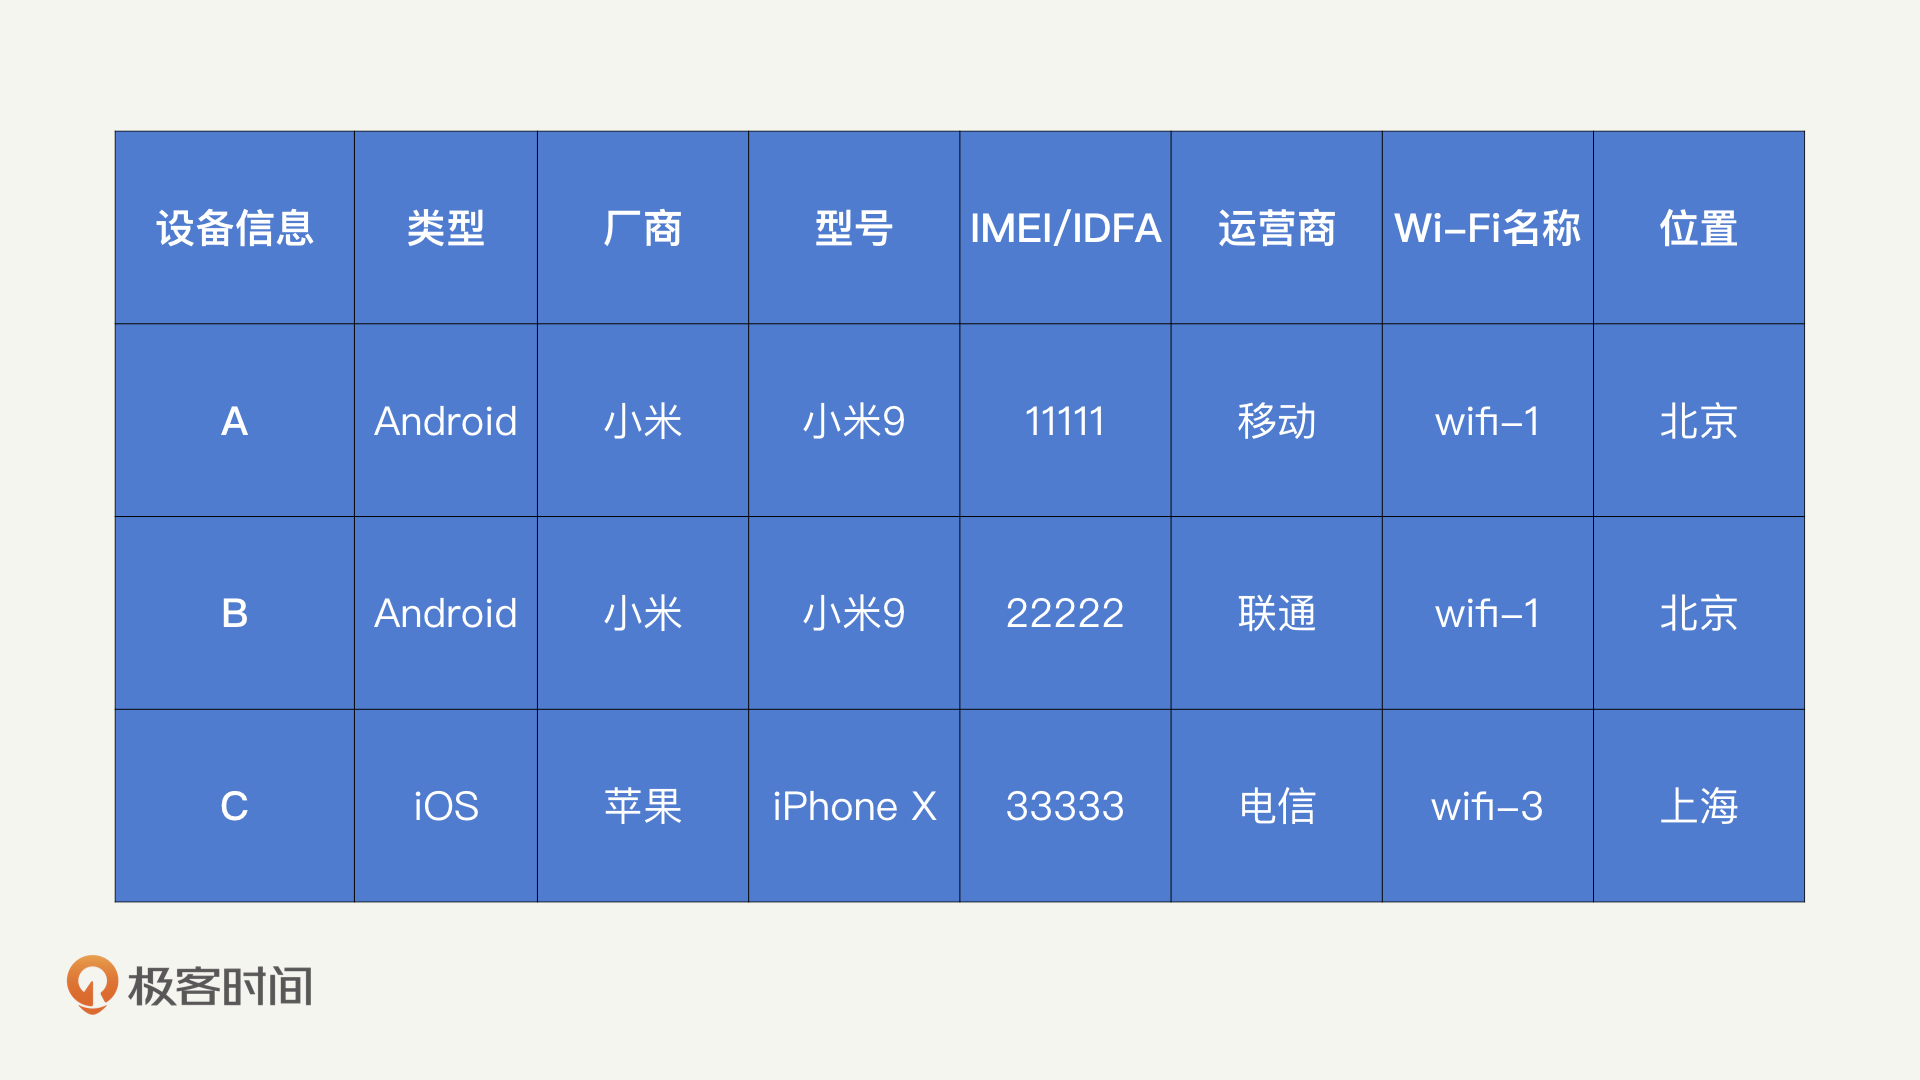 设备信息 类型 厂商 型号 IMEI/IDFA 运营商 Wi-Fi名称 位置
A Android 小米 小米9 11111 移动 wifi-1 北京
B Android 小米 小米9 22222 联通 wifi-1 北京
C iOS 苹果 iPhone X 33333 电信 wifi-3 上海
极客时间